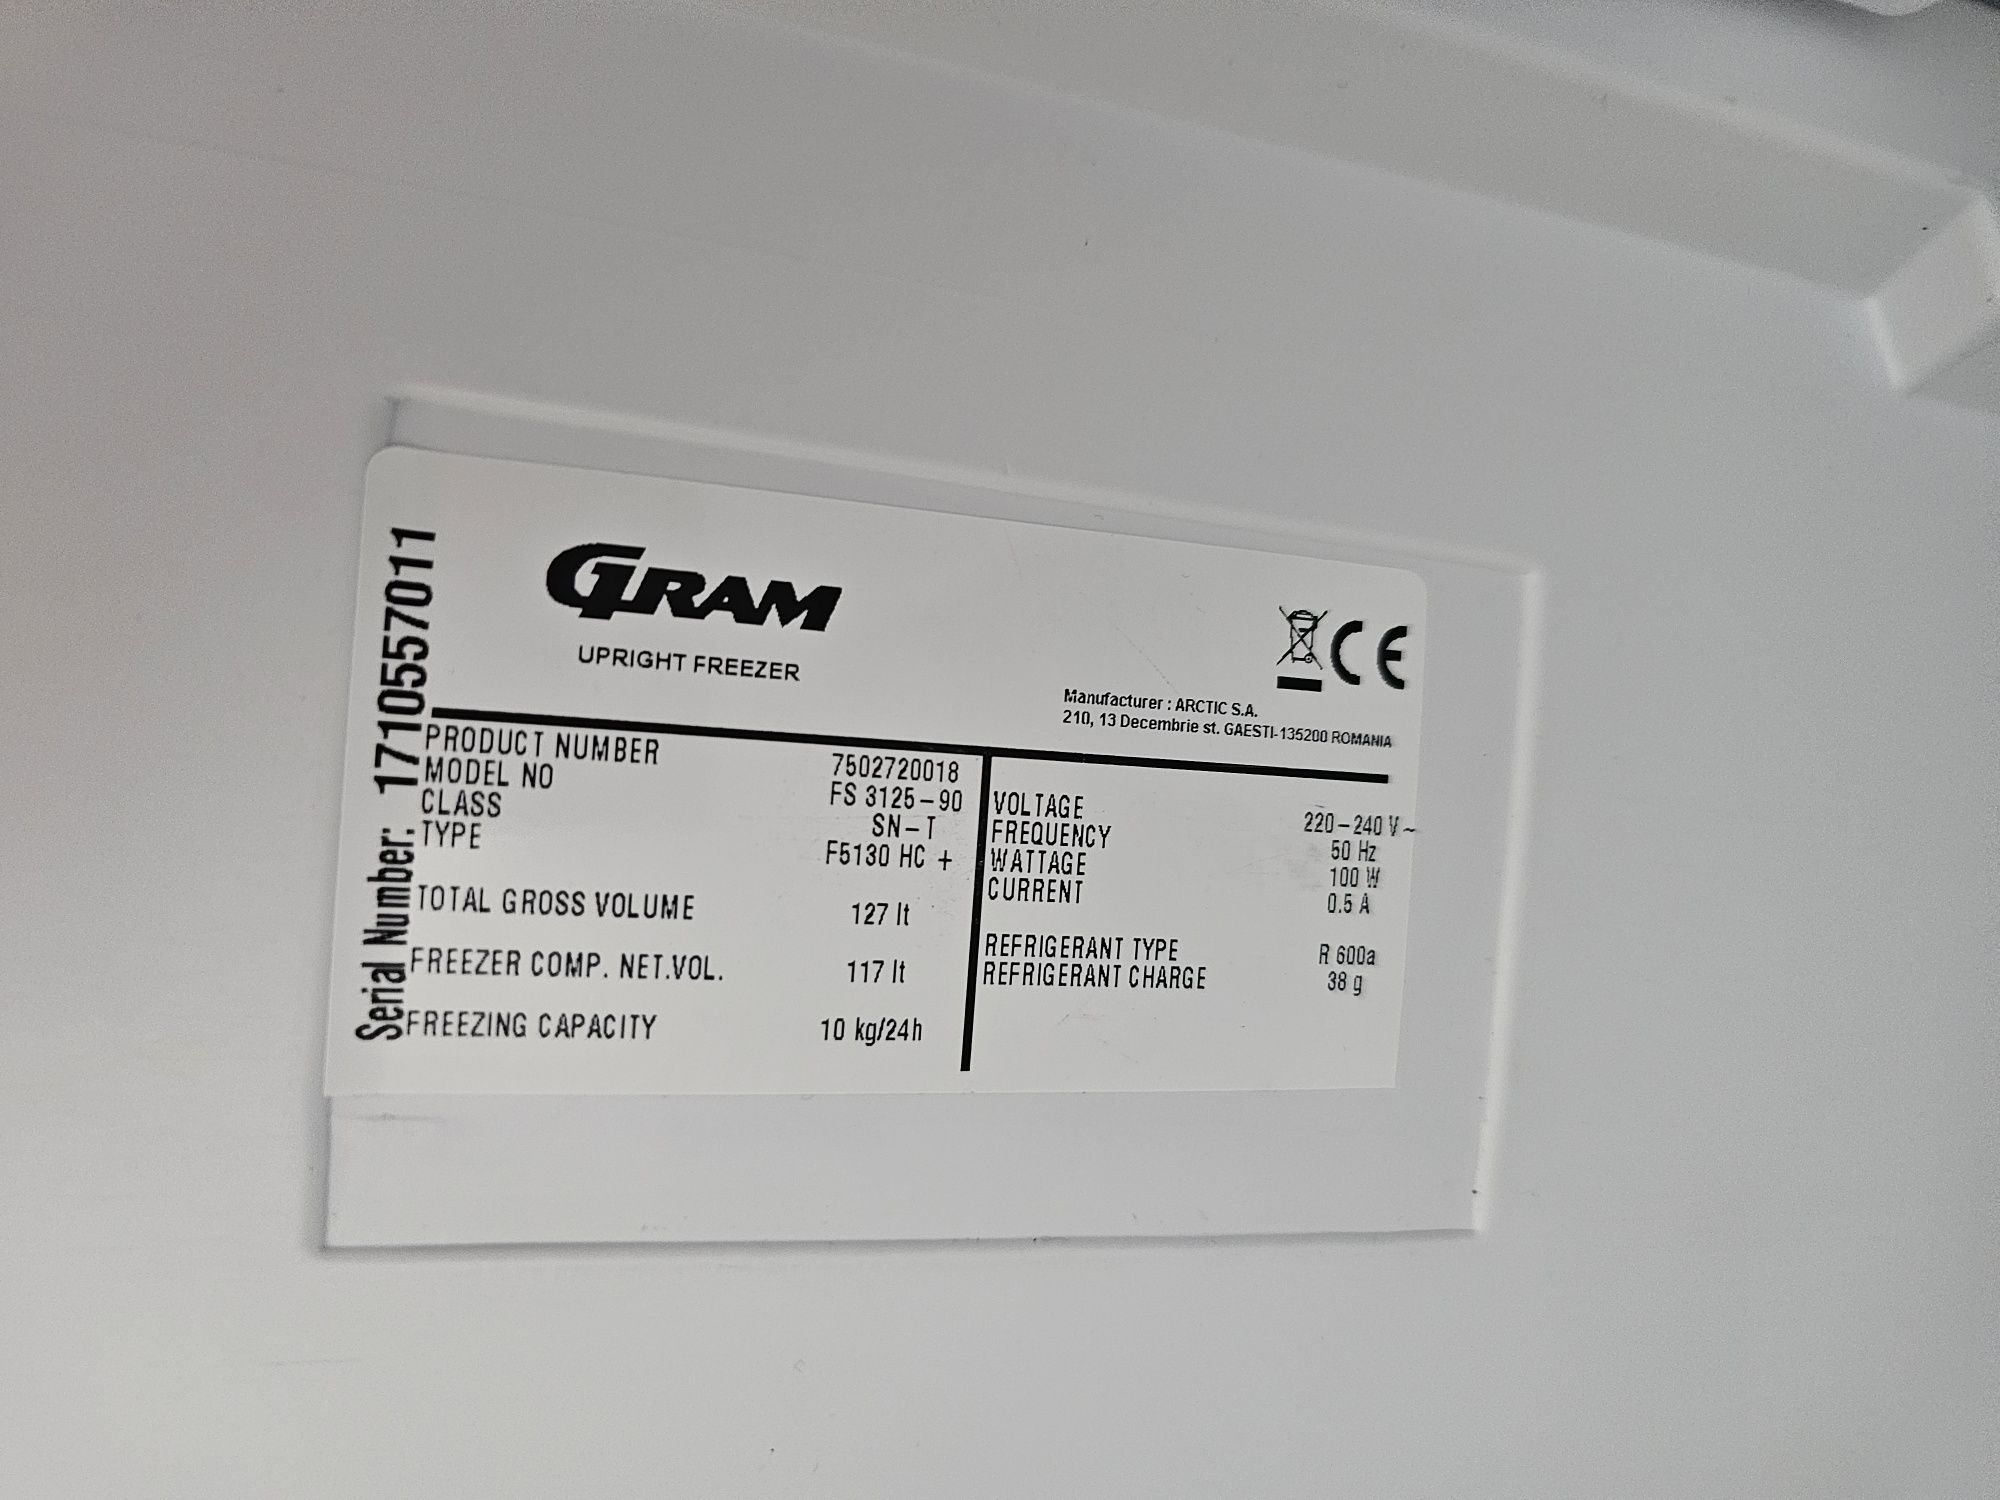 GRAM
UPRIGHT FREEZER
CE
Manufacturer : ARCTIC S.A.
210, 13 Decembrie st. GAESTI-135200 ROMANIA
Serial Number: 1710557011
PRODUCT NUMBER 7502720018
MODEL NO FS 3125-90
CLASS SN-T
TYPE F5130 HC +
TOTAL GROSS VOLUME 127 lt
FREEZER COMP. NET.VOL. 117 lt
FREEZING CAPACITY 10 kg/24h
VOLTAGE 220-240 V~
FREQUENCY 50 Hz
WATTAGE 100 W
CURRENT 0.5 A
REFRIGERANT TYPE R 600a
REFRIGERANT CHARGE 38 g